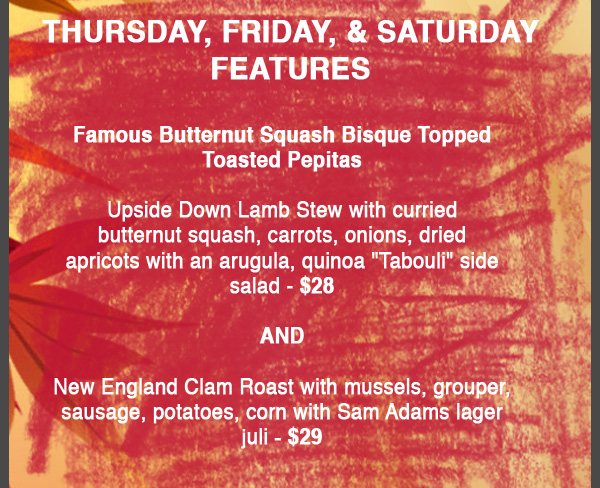 THURSDAY, FRIDAY, & SATURDAY
FEATURES
Famous Butternut Squash Bisque Topped
Toasted Pepitas
Upside Down Lamb Stew with curried
butternut squash, carrots, onions, dried
apricots with an arugula, quinoa "Tabouli" side
salad - $28
AND
New England Clam Roast with mussels, grouper,
sausage, potatoes, corn with Sam Adams lager
juli - $29